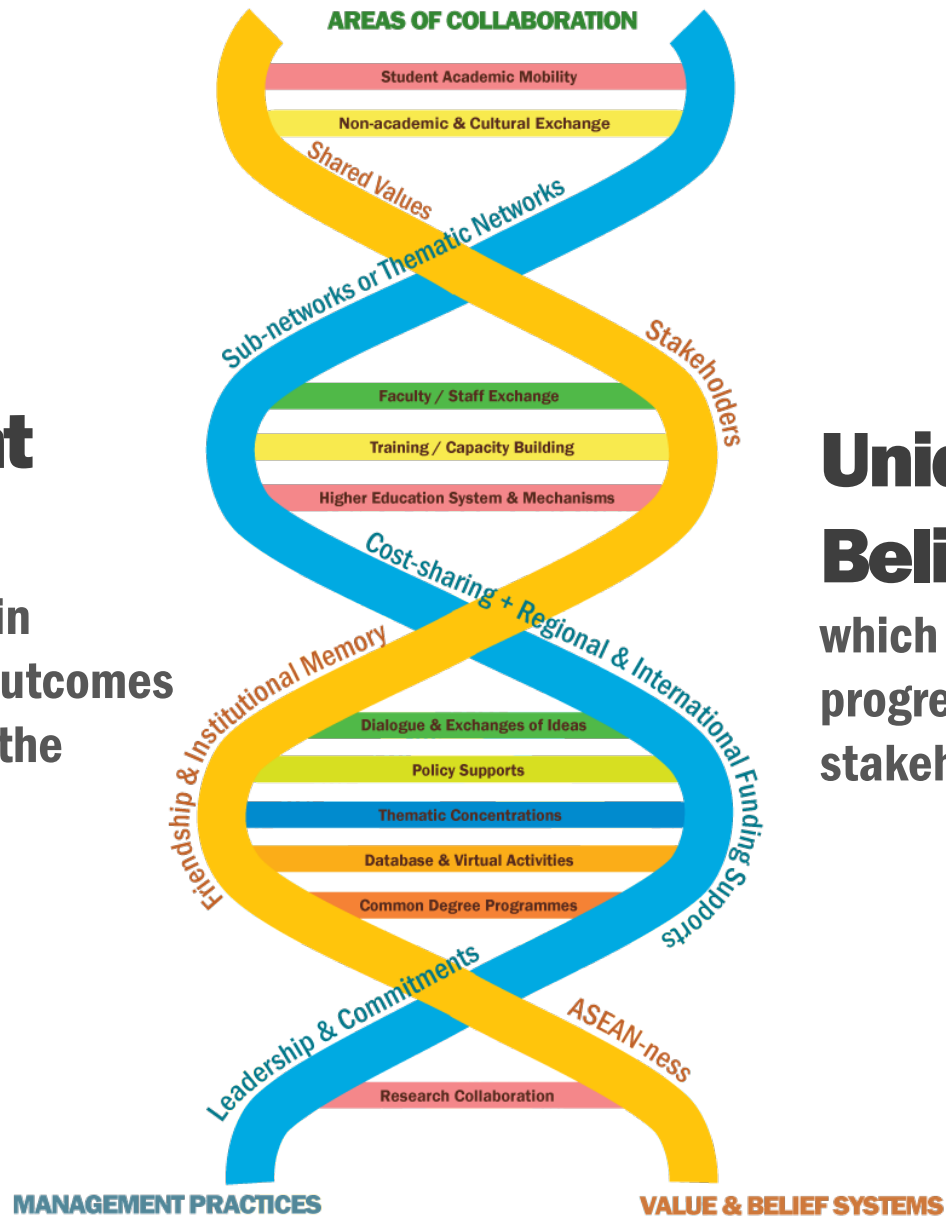 AREAS OF COLLABORATION
Student Academic Mobility
Non-academic & Cultural Exchange
Shared Values
Sub-networks or Thematic Networks
Stakeholders
Faculty / Staff Exchange
Training / Capacity Building
Higher Education System & Mechanisms
Cost-sharing + Regional & International Funding Supports
Friendship & Institutional Memory
in
the
which
Dialogue & Exchanges of Ideas
Policy Supports
Thematic Concentrations
Database & Virtual Activities
Common Degree Programmes
Leadership & Commitments
ASEAN-ness
Research Collaboration
MANAGEMENT PRACTICES
VALUE & BELIEF SYSTEMS